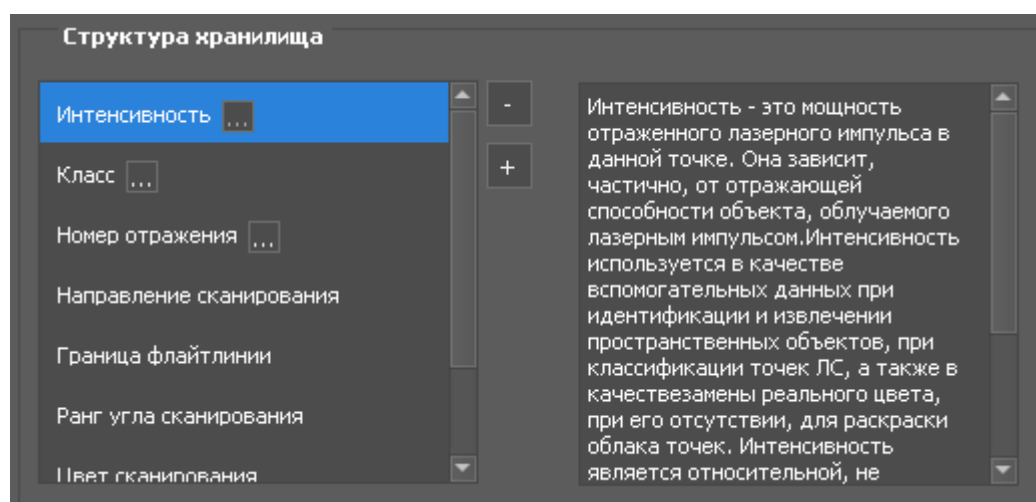 Структура хранилища
Интенсивность ...
Класс ...
Номер отражения ...
Направление сканирования
Граница флайтлинии
Ранг угла сканирования
Цвет сканирования
-
+
Интенсивность - это мощность
отраженного лазерного импульса в
данной точке. Она зависит,
частично, от отражающей
способности объекта, облучаемого
лазерным импульсом.Интенсивность
используется в качестве
вспомогательных данных при
идентификации и извлечении
пространственных объектов, при
классификации точек ЛС, а также в
качествезамены реального цвета,
при его отсутствии, для раскраски
облака точек. Интенсивность
является относительной, не